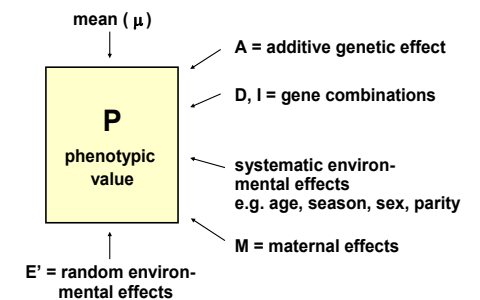 mean ( μ )
A = additive genetic effect
D, I = gene combinations
P
phenotypic
value
systematic environ-
mental effects
e.g. age, season, sex, parity
M = maternal effects
E' = random environ-
mental effects